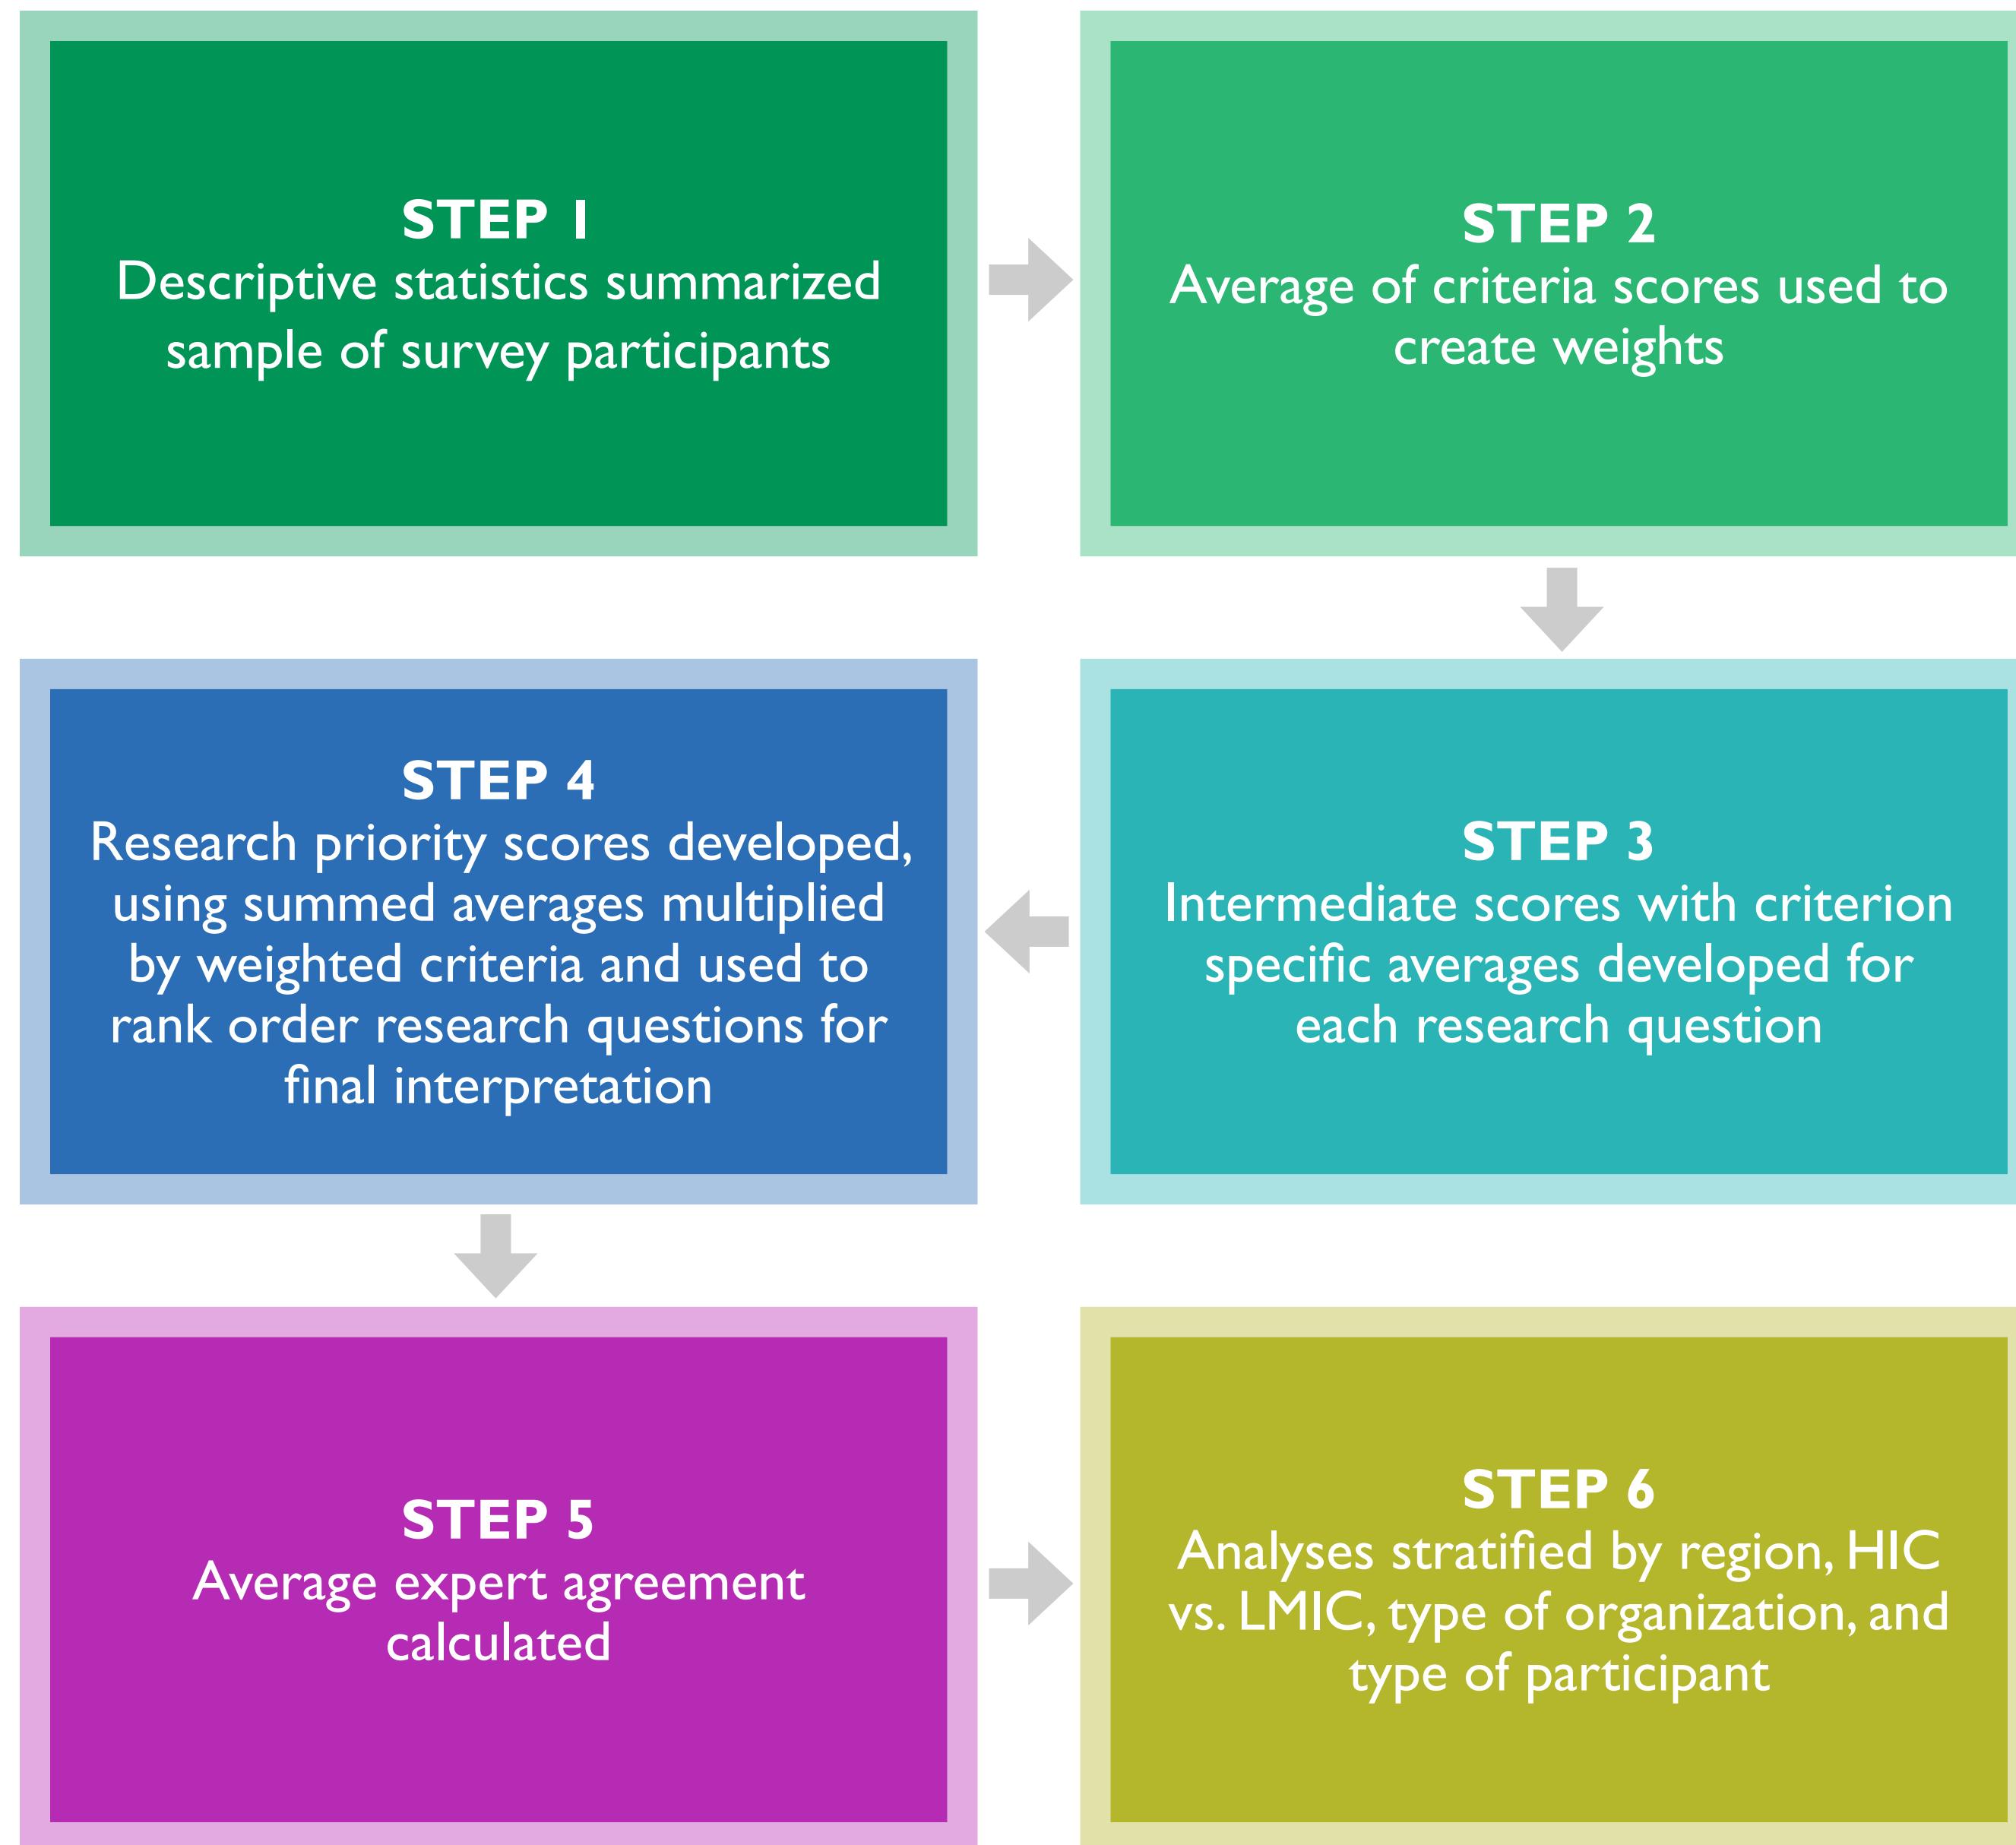 STEP 1
Descriptive statistics summarized
sample of survey participants
STEP 2
Average of criteria scores used to
create weights
STEP 3
Intermediate scores with criterion
specific averages developed for
each research question
STEP 4
Research priority scores developed,
using summed averages multiplied
by weighted criteria and used to
rank order research questions for
final interpretation
STEP 5
Average expert agreement
calculated
STEP 6
Analyses stratified by region, HIC
vs. LMIC, type of organization, and
type of participant